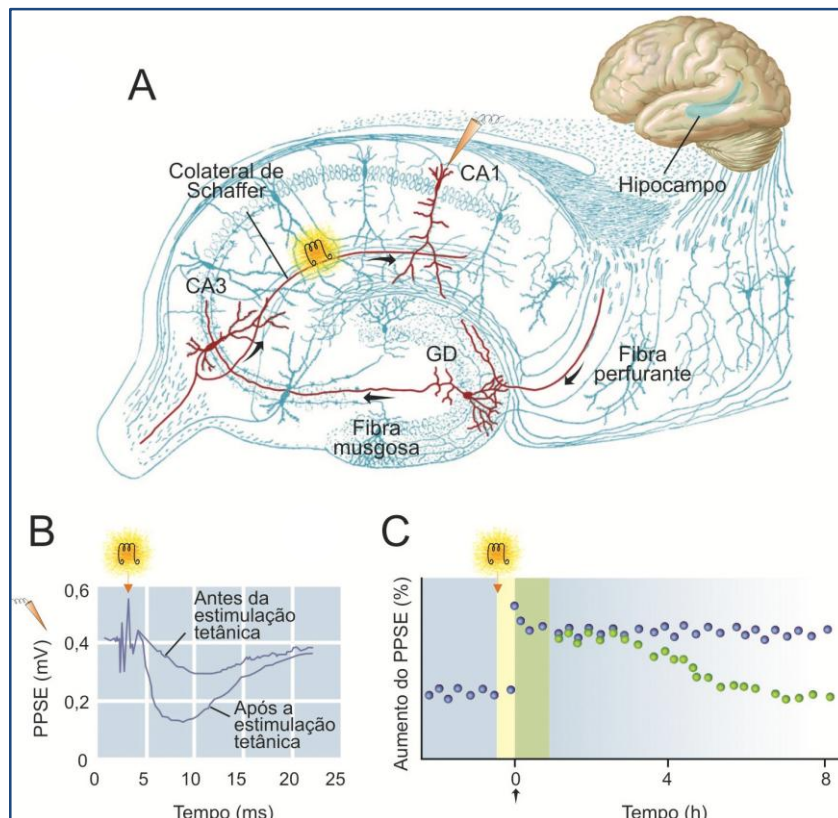 A
Colateral de
Schaffer
CA1
Hipocampo
CA3
GD
Fibra
perfurante
Fibra
musgosa
B
C
0,6
0,4
0,2
0
PPSE (mV)
Antes da
estimulação
tetânica
Após a
estimulação
tetânica
0 5 10 15 20 25
Tempo (ms)
Aumento do PPSE (%)
0 4 8
Tempo (h)